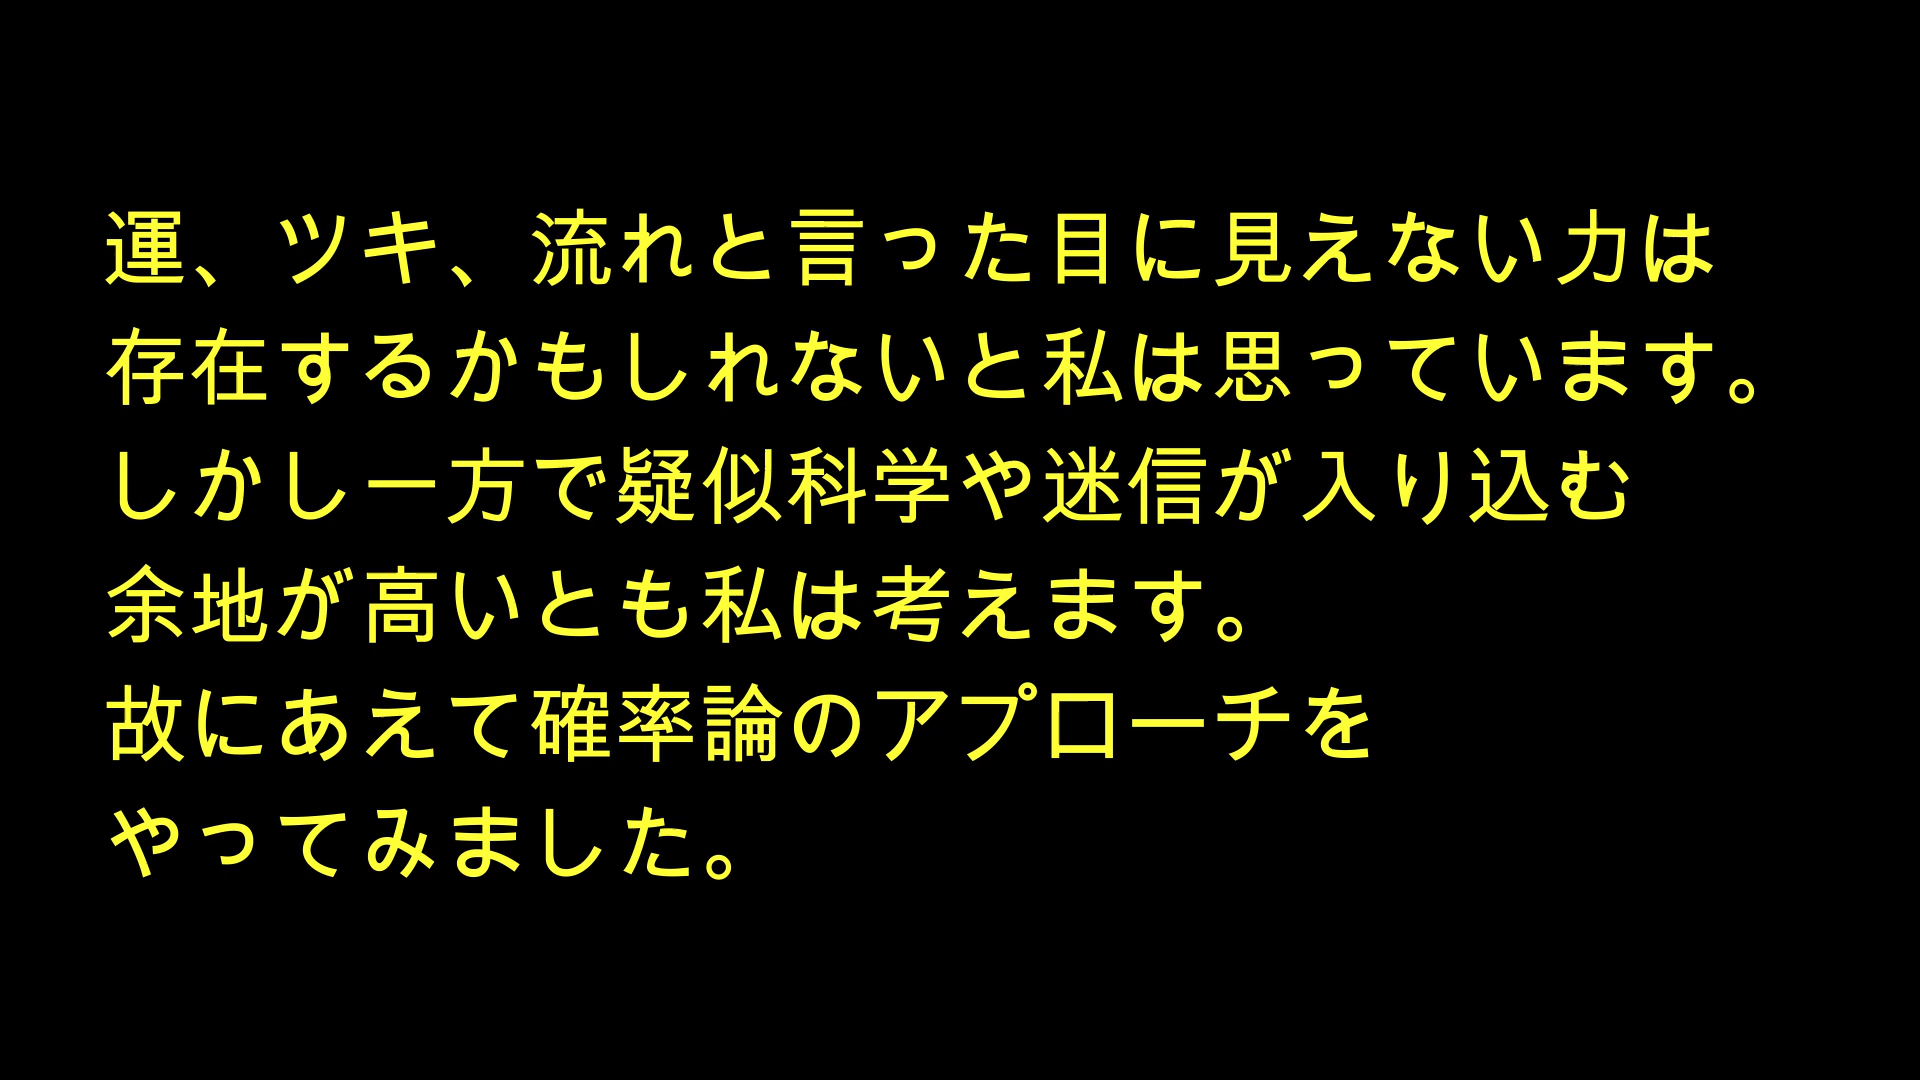 運、ツキ、流れと言った目に見えない力は
存在するかもしれないと私は思っています。
しかし一方で疑似科学や迷信が入り込む
余地が高いとも私は考えます。
故にあえて確率論のアプローチを
やってみました。